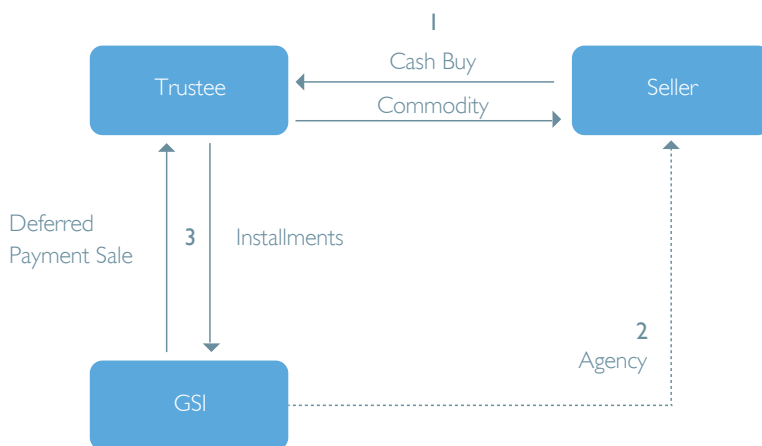 1
Cash Buy
Trustee
Seller
Commodity
Deferred
Payment Sale
3
Installments
2
Agency
GSI